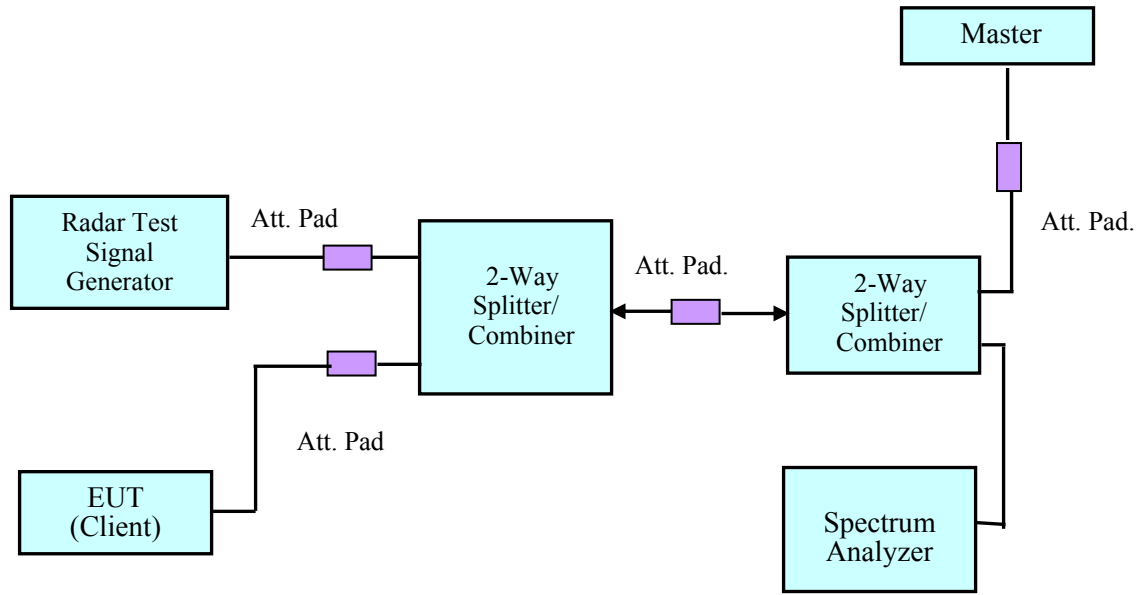 Master
Att. Pad.
Radar Test
Signal
Generator
Att. Pad
2-Way
Splitter/
Combiner
Att. Pad.
2-Way
Splitter/
Combiner
Att. Pad
EUT
(Client)
Spectrum
Analyzer